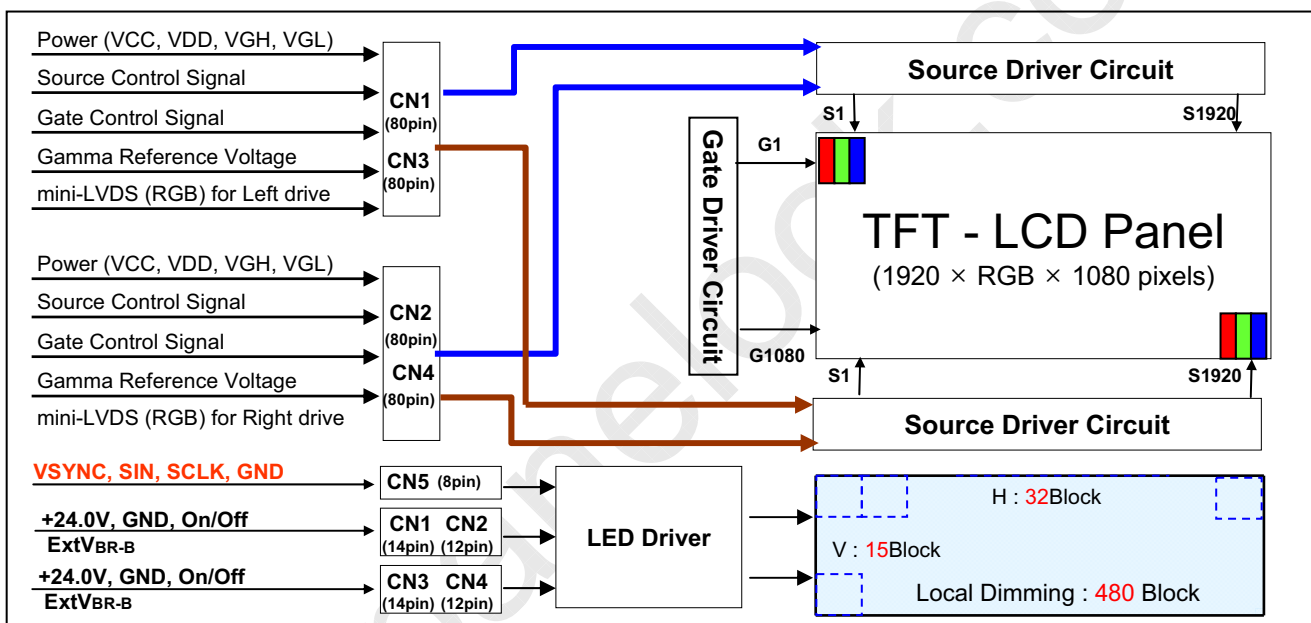 Power (VCC, VDD, VGH, VGL)
Source Control Signal
Gate Control Signal
Gamma Reference Voltage
mini-LVDS (RGB) for Left drive
CN1
(80pin)
CN3
(80pin)
Power (VCC, VDD, VGH, VGL)
Source Control Signal
Gate Control Signal
Gamma Reference Voltage
mini-LVDS (RGB) for Right drive
CN2
(80pin)
CN4
(80pin)
Source Driver Circuit
S1
S1920
Gate Driver Circuit
G1
G1080
TFT - LCD Panel
(1920 × RGB × 1080 pixels)
S1
S1920
Source Driver Circuit
VSYNC, SIN, SCLK, GND
CN5 (8pin)
+24.0V, GND, On/Off
ExtVBR-B
CN1 CN2
(14pin) (12pin)
+24.0V, GND, On/Off
ExtVBR-B
CN3 CN4
(14pin) (12pin)
LED Driver
H : 32Block
V : 15Block
Local Dimming : 480 Block